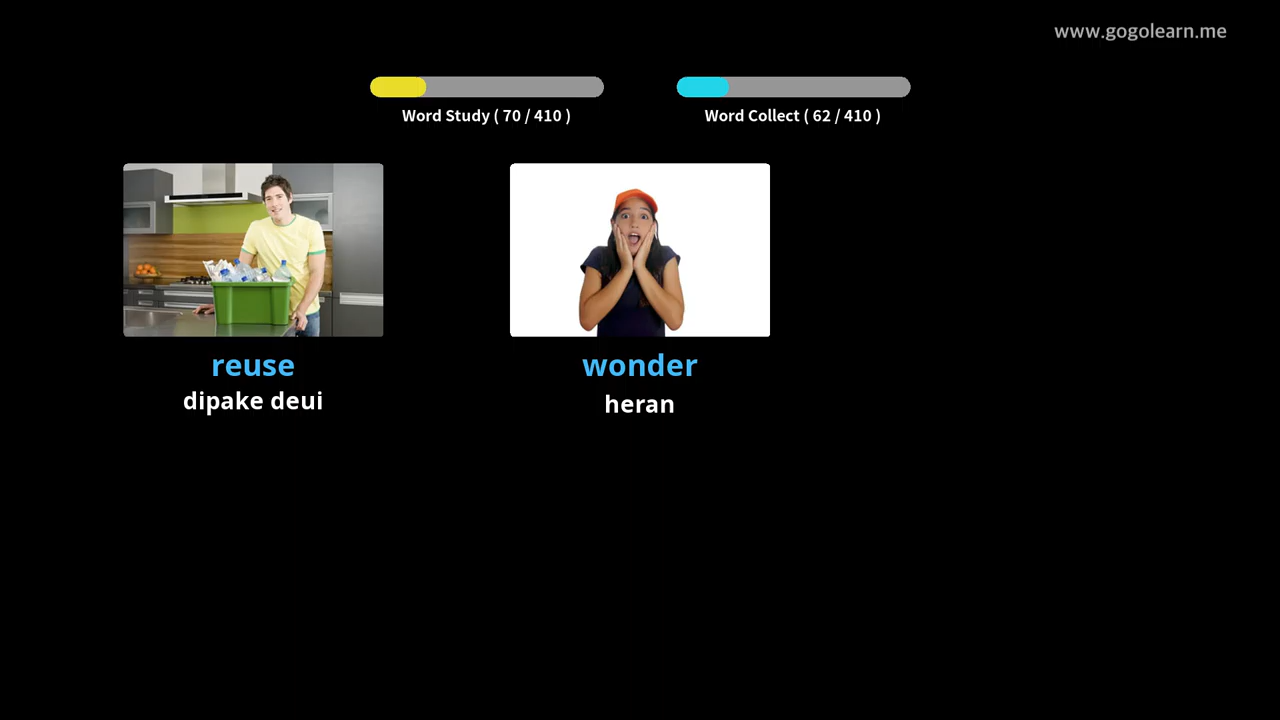 www.gogolearn.me
Word Study ( 70 / 410 )
Word Collect ( 62 / 410 )
reuse
dipake deui
wonder
heran